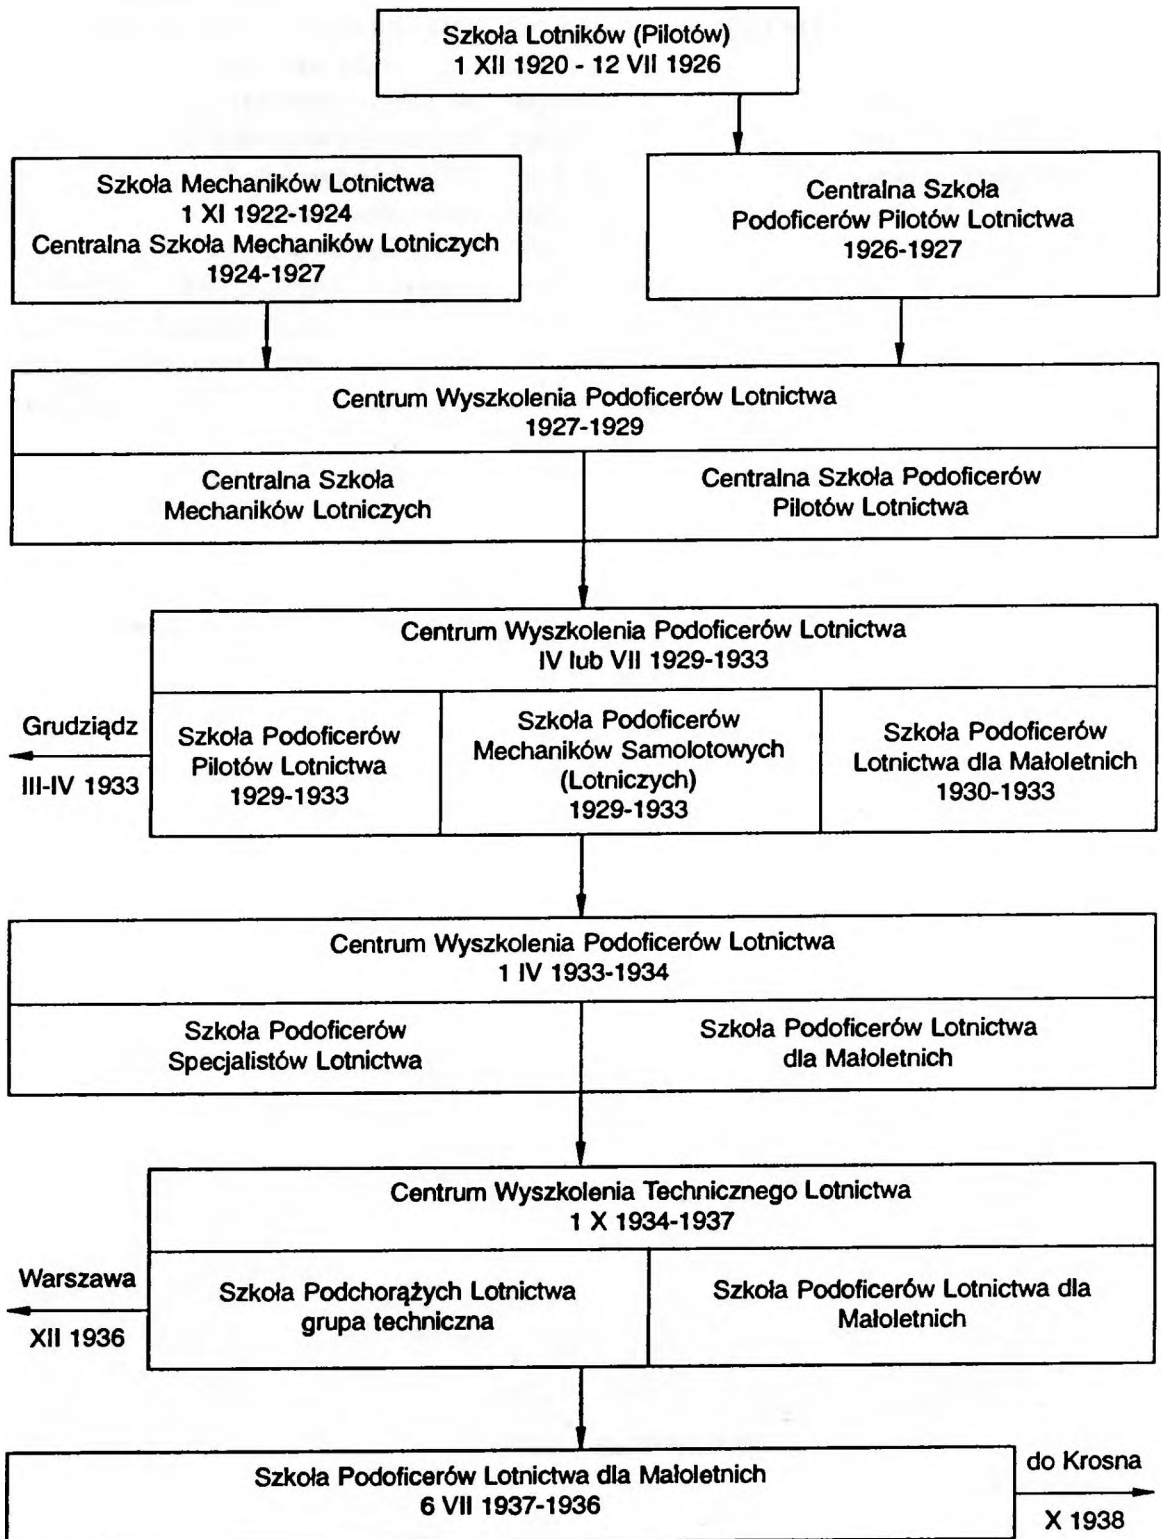 Szkoła Lotników (Pilotów)
1 XII 1920 - 12 VII 1926
Szkoła Mechaników Lotnictwa
1 XI 1922-1924
Centralna Szkoła Mechaników Lotniczych
1924-1927
Centralna Szkoła
Podoficerów Pilotów Lotnictwa
1926-1927
Centrum Wyszkolenia Podoficerów Lotnictwa
1927-1929
Centralna Szkoła
Mechaników Lotniczych
Centralna Szkoła Podoficerów
Pilotów Lotnictwa
Centrum Wyszkolenia Podoficerów Lotnictwa
IV lub VII 1929-1933
Grudziądz
III-IV 1933
Szkoła Podoficerów
Pilotów Lotnictwa
1929-1933
Szkoła Podoficerów
Mechaników Samolotowych
(Lotniczych)
1929-1933
Szkoła Podoficerów
Lotnictwa dla Małoletnich
1930-1933
Centrum Wyszkolenia Podoficerów Lotnictwa
1 IV 1933-1934
Szkoła Podoficerów
Specjalistów Lotnictwa
Szkoła Podoficerów Lotnictwa
dla Małoletnich
Centrum Wyszkolenia Technicznego Lotnictwa
1 X 1934-1937
Warszawa
XII 1936
Szkoła Podchorążych Lotnictwa
grupa techniczna
Szkoła Podoficerów Lotnictwa dla
Małoletnich
Szkoła Podoficerów Lotnictwa dla Małoletnich
6 VII 1937-1936
do Krosna
X 1938